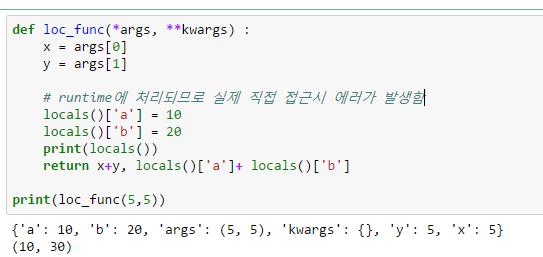 def loc_func(*args, **kwargs) :
    x = args[0]
    y = args[1]

    # runtime에 처리되므로 실제 직접 접근시 에러가 발생함
    locals()['a'] = 10
    locals()['b'] = 20
    print(locals())
    return x+y, locals()['a']+ locals()['b']

print(loc_func(5,5))

{'a': 10, 'b': 20, 'args': (5, 5), 'kwargs': {}, 'y': 5, 'x': 5}
(10, 30)